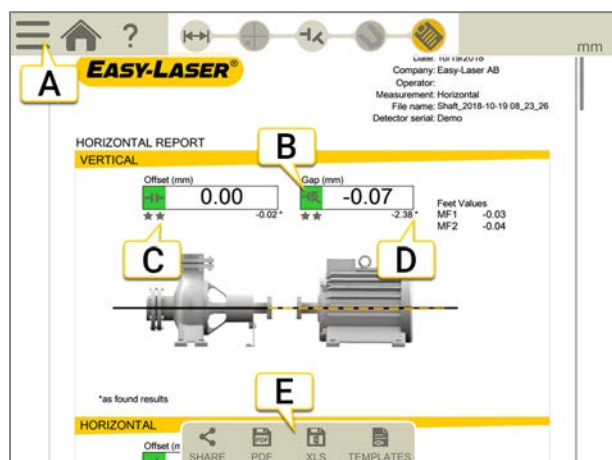 ?
mm
A
EASY-LASER®
Date: 10/19/2018
Company: Easy-Laser AB
Operator:
Measurement: Horizontal
File name: Shaft_2018-10-19 08_23_26
Detector serial: Demo
HORIZONTAL REPORT
B
VERTICAL
Offset (mm)
Gap (mm)
0.00
-0.07
-0.02 *
-2.38 *
Feet Values
MF1 -0.03
MF2 -0.04
C
D
*as found results
E
HORIZONTAL
SHARE
PDF
XLS
TEMPLATES